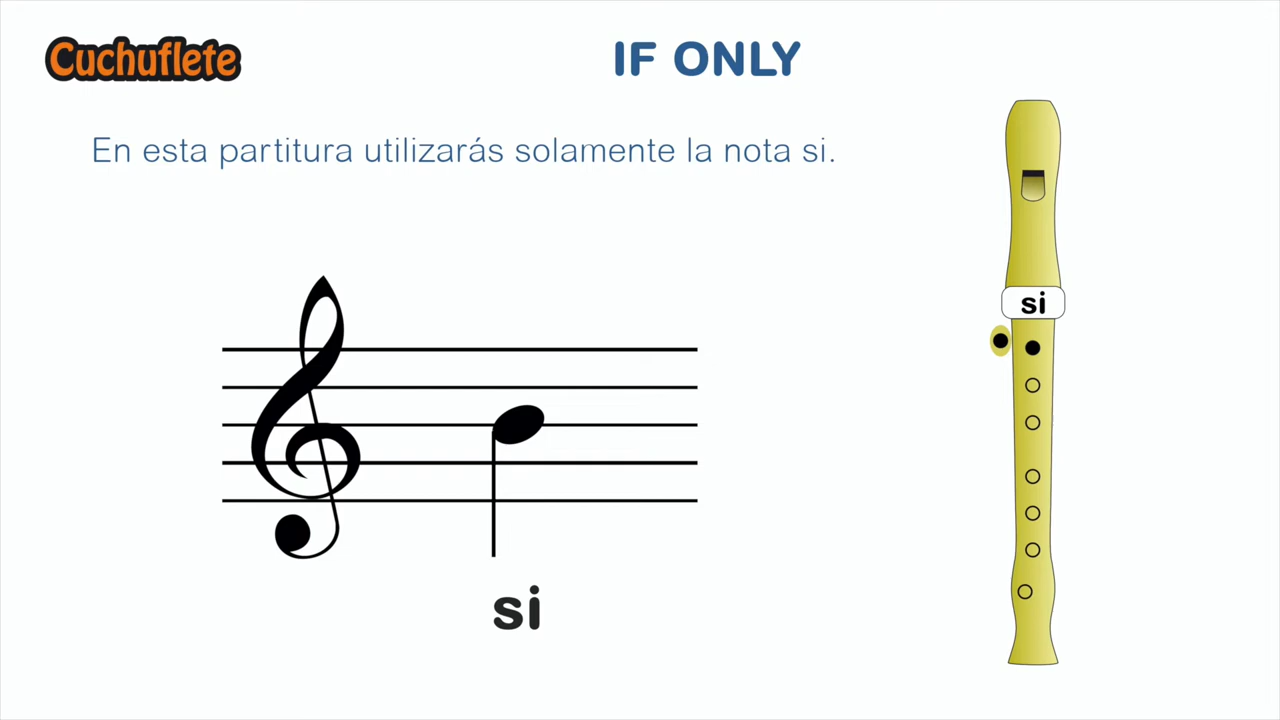 Cuchuflete
IF ONLY
En esta partitura utilizarás solamente la nota si.
si
si